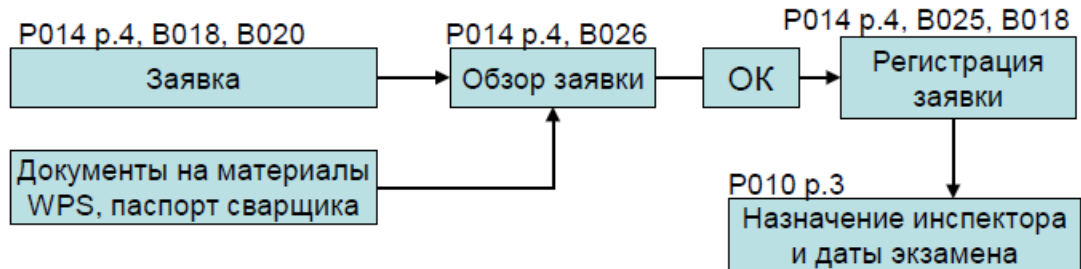 P014 p.4, B018, B020
Заявка
P014 p.4, B026
Обзор заявки
ОК
P014 p.4, B025, B018
Регистрация
заявки
Документы на материалы
WPS, паспорт сварщика
P010 p.3
Назначение инспектора
и даты экзамена